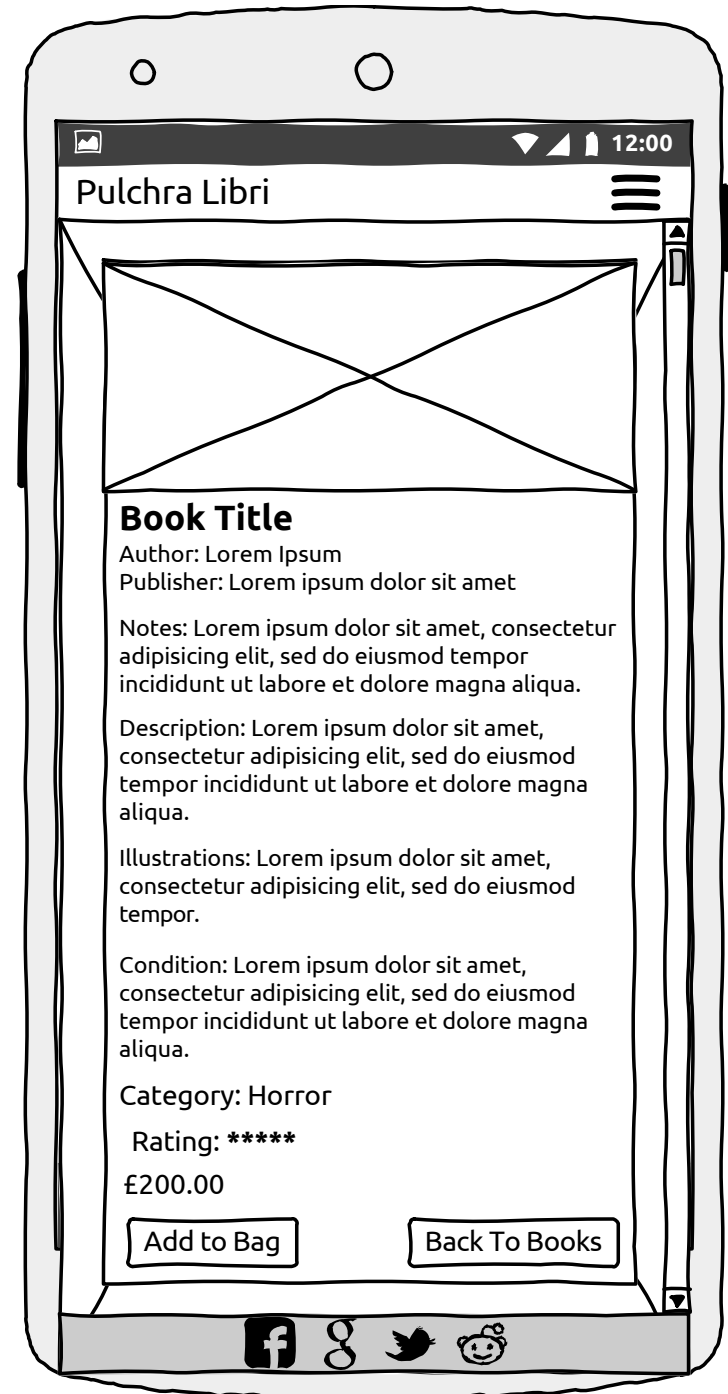 12:00
Pulchra Libri
Book Title
Author: Lorem Ipsum
Publisher: Lorem ipsum dolor sit amet
Notes: Lorem ipsum dolor sit amet, consectetur
adipisicing elit, sed do eiusmod tempor
incididunt ut labore et dolore magna aliqua.
Description: Lorem ipsum dolor sit amet,
consectetur adipisicing elit, sed do eiusmod
tempor incididunt ut labore et dolore magna
aliqua.
Illustrations: Lorem ipsum dolor sit amet,
consectetur adipisicing elit, sed do eiusmod
tempor.
Condition: Lorem ipsum dolor sit amet,
consectetur adipisicing elit, sed do eiusmod
tempor incididunt ut labore et dolore magna
aliqua.
Category: Horror
Rating: *****
£200.00
Add to Bag
Back To Books